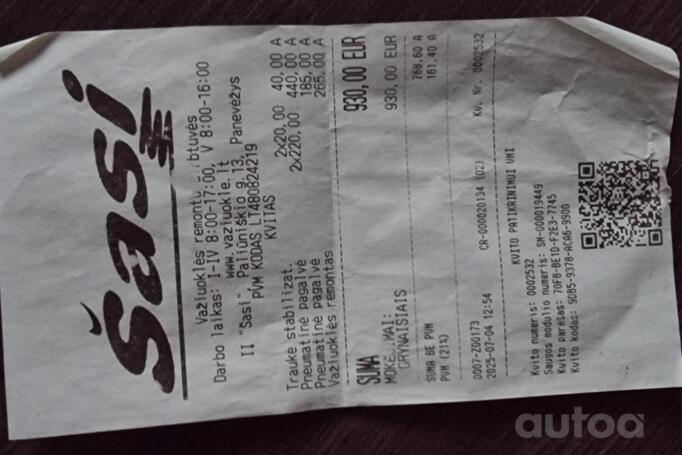 Šasi
Važiuoklės remonto
Darbo laikas: I-IV 8:00-17:00, V 8:00-16:00
www.vaziuokle.lt
II "Šasi", Paliūniškio g. 13, Panevėžys
PVM KODAS LT480824219
KVITAS
2x20,00
Traukė stabilizat. 40,00 A
2x220,00
Pneumatinė pagalvė 440,00 A
Pneumatinė pagalvė 185,00 A
Važiuoklės remontas 265,00 A
SUMA 930,00 EUR
930,00 EUR
GRYNAISIAIS
SUMA BE PVM 768,60 A
PVM (21%) 161,40 A
0007-Z00173 CR-000020134 (02) Kv. Nr. 0002532
2025-07-04 12:54
KVITO PATIKRINIMUI VMI
Kvito numeris: 0002532
Saugos modulio numeris: SM-000019449
Kvito parašas: 70F8-BE1D-F2E3-7745
Kvito kodas: 9DB5-9378-ACA6-9900
autoa